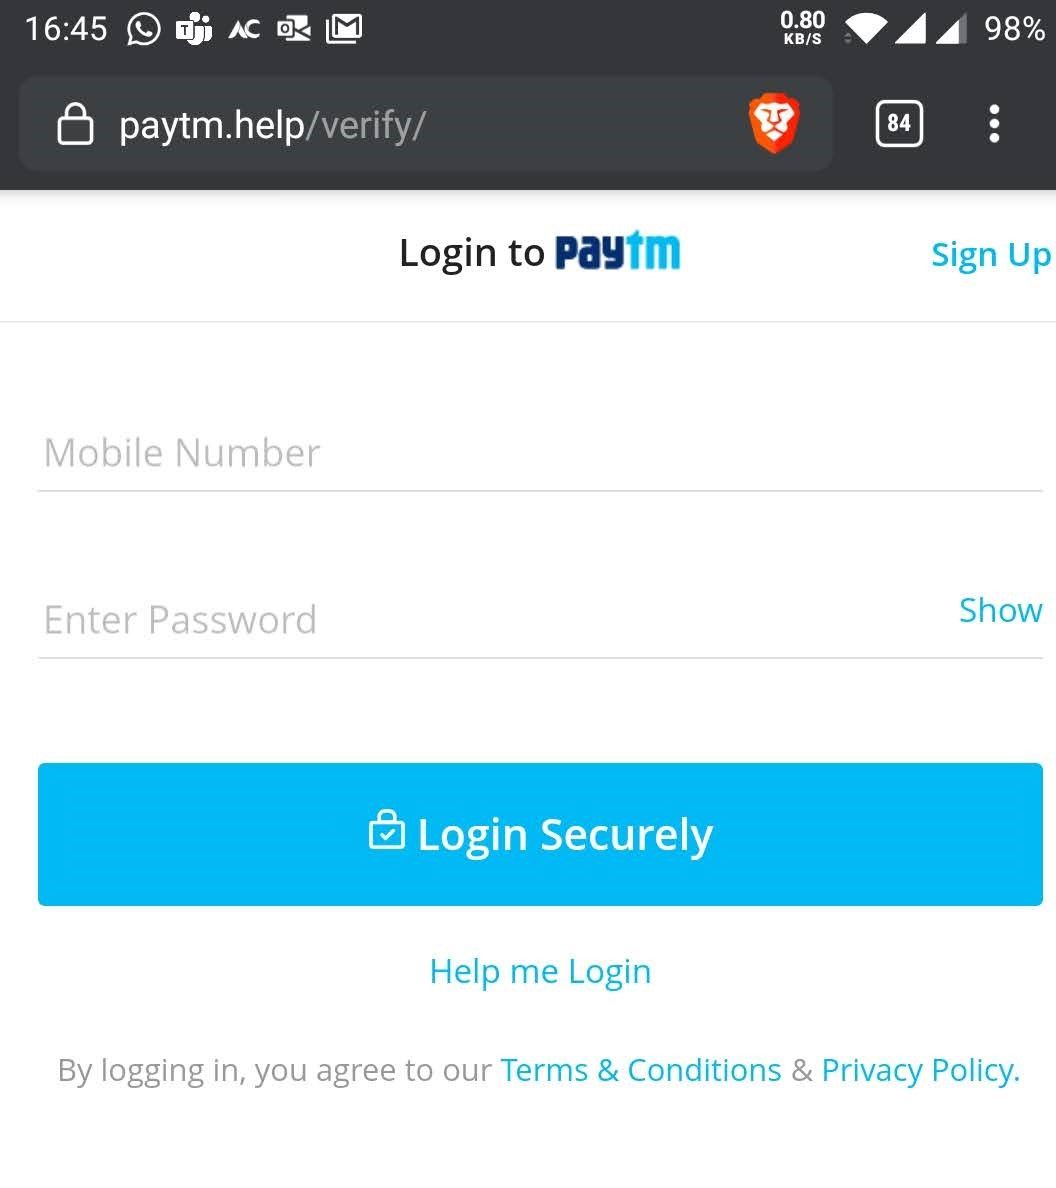 16:45 AC 0.80 KB/S 98%
paytm.help/verify/ 84
Login to paytm Sign Up
Mobile Number
Enter Password Show
Login Securely
Help me Login
By logging in, you agree to our Terms & Conditions & Privacy Policy.